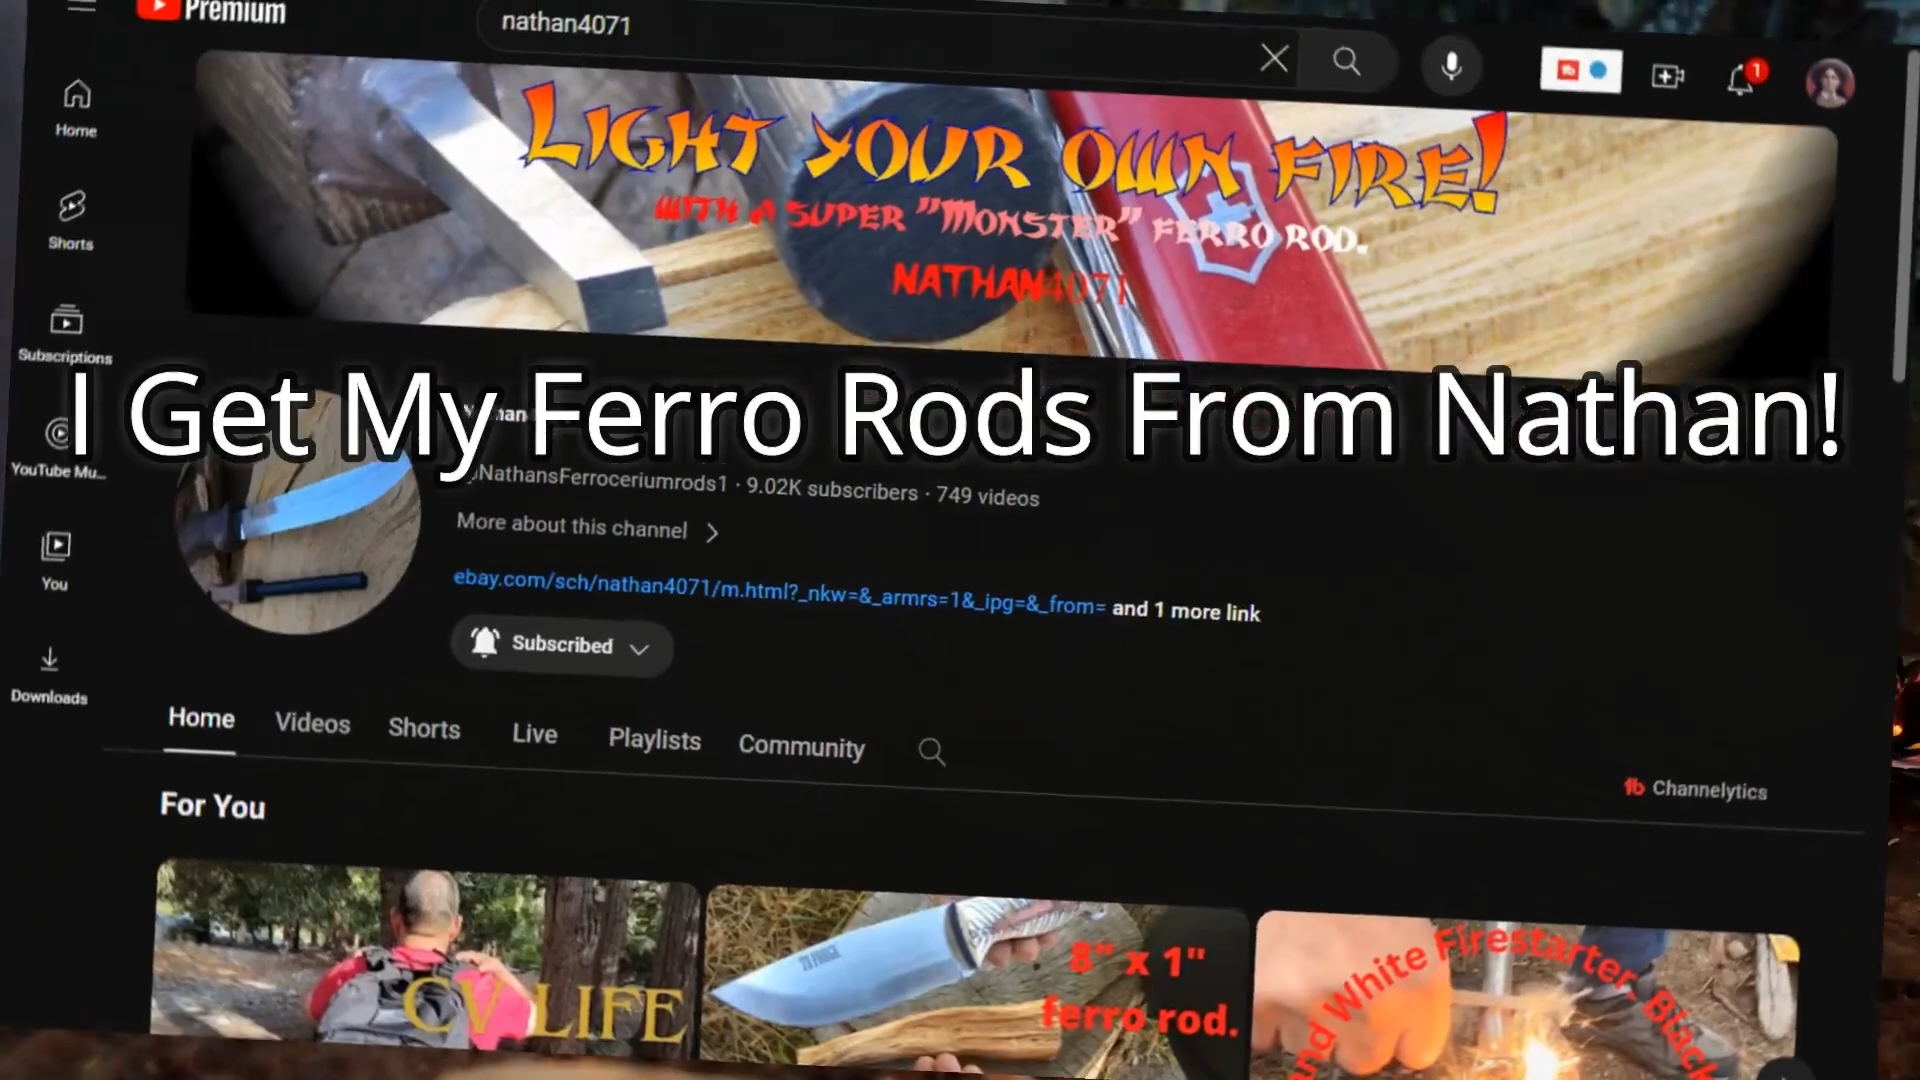 Premium
nathan4071
1
Home
Shorts
Subscriptions
YouTube Mu...
You
Downloads
LIGHT YOUR OWN FIRE!
WITH A SUPER "MONSTER" FERRO ROD.
NATHAN4071
I Get My Ferro Rods From Nathan!
NathansFerroceriumrods1 · 9.02K subscribers · 749 videos
More about this channel
ebay.com/sch/nathan4071/m.html?_nkw=&_armrs=1&_ipg=&_from= and 1 more link
Subscribed
Home Videos Shorts Live Playlists Community
Channelytics
For You
CV LIFE
8" x 1"
ferro rod.
and White Firestarter- Black